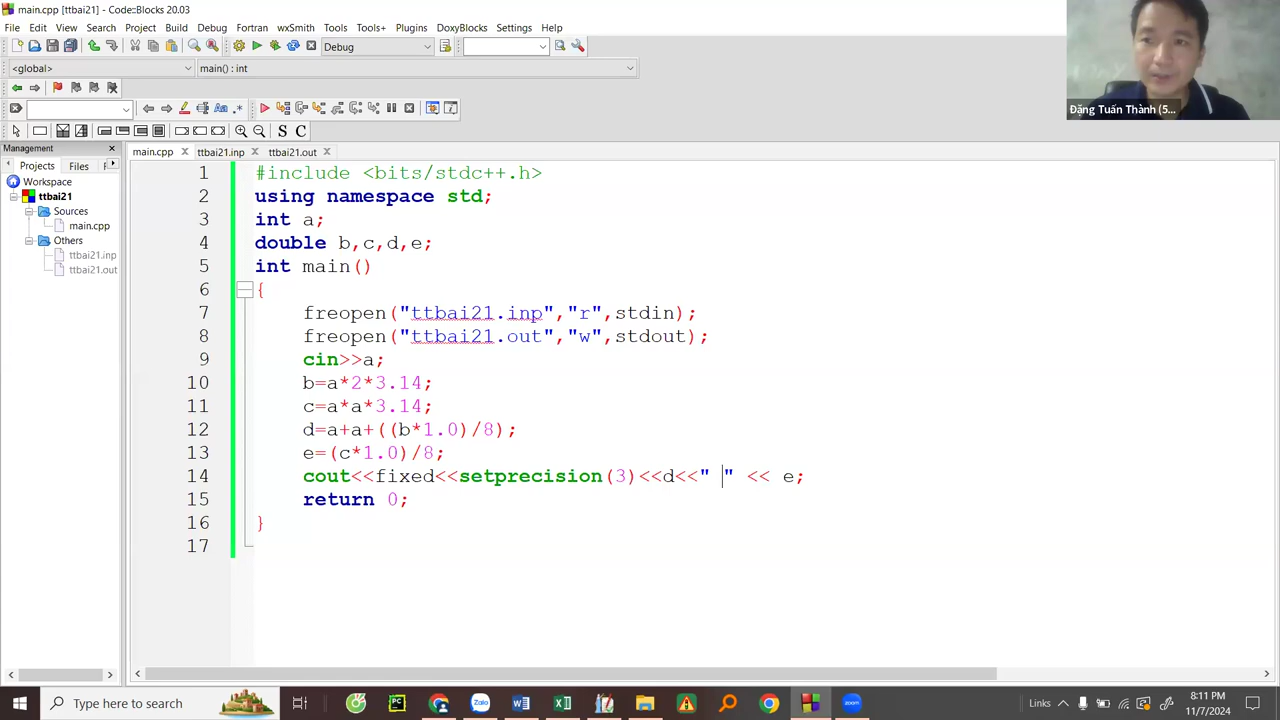 main.cpp [ttbai21] - Code::Blocks 20.03
File Edit View Search Project Build Debug Fortran wxSmith Tools Tools+ Plugins DoxyBlocks Settings Help
Debug
<global> main() : int
S C
Management
main.cpp ttbai21.inp ttbai21.out
Projects Files
Workspace
ttbai21
Sources
main.cpp
Others
ttbai21.inp
ttbai21.out
1 #include <bits/stdc++.h>
2 using namespace std;
3 int a;
4 double b,c,d,e;
5 int main()
6 {
7 freopen("ttbai21.inp","r",stdin);
8 freopen("ttbai21.out","w",stdout);
9 cin>>a;
10 b=a*2*3.14;
11 c=a*a*3.14;
12 d=a+a+((b*1.0)/8);
13 e=(c*1.0)/8;
14 cout<<fixed<<setprecision(3)<<d<<" " << e;
15 return 0;
16 }
17
Đặng Tuấn Thành (5...
Type here to search
Links
8:11 PM
11/7/2024